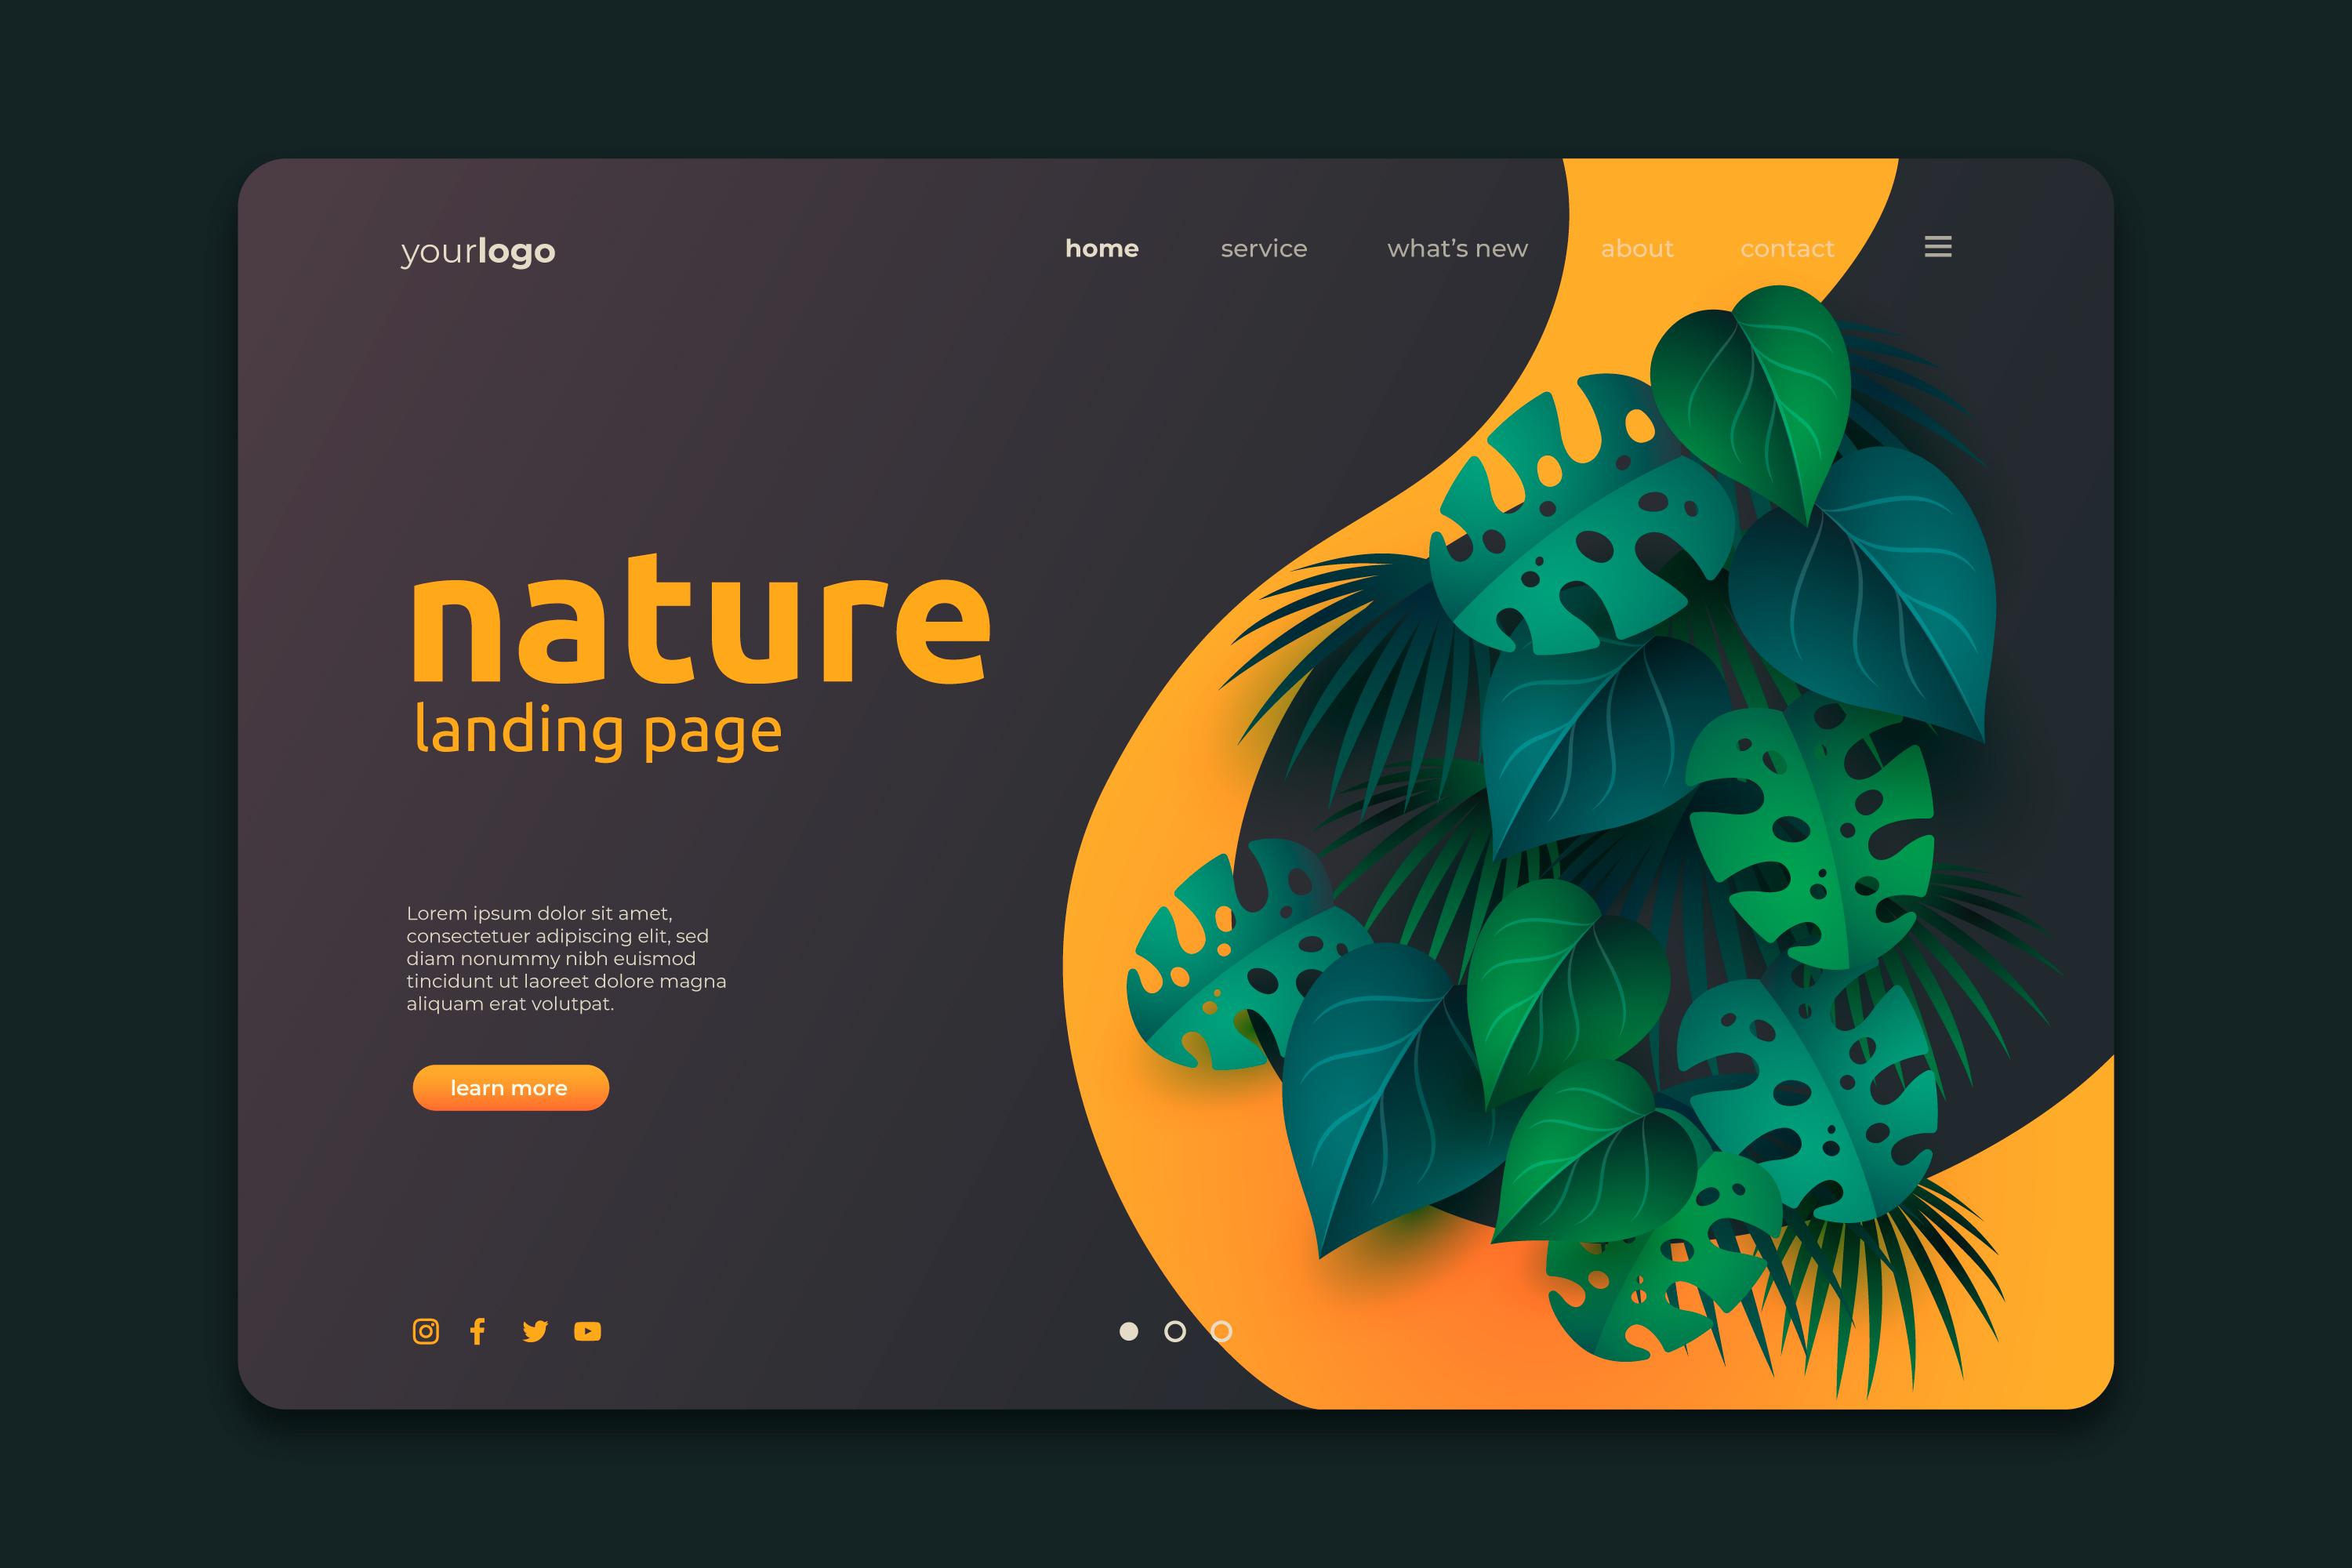 yourlogo
home service what’s new about contact
nature
landing page
Lorem ipsum dolor sit amet,
consectetuer adipiscing elit, sed
diam nonummy nibh euismod
tincidunt ut laoreet dolore magna
aliquam erat volutpat.
learn more